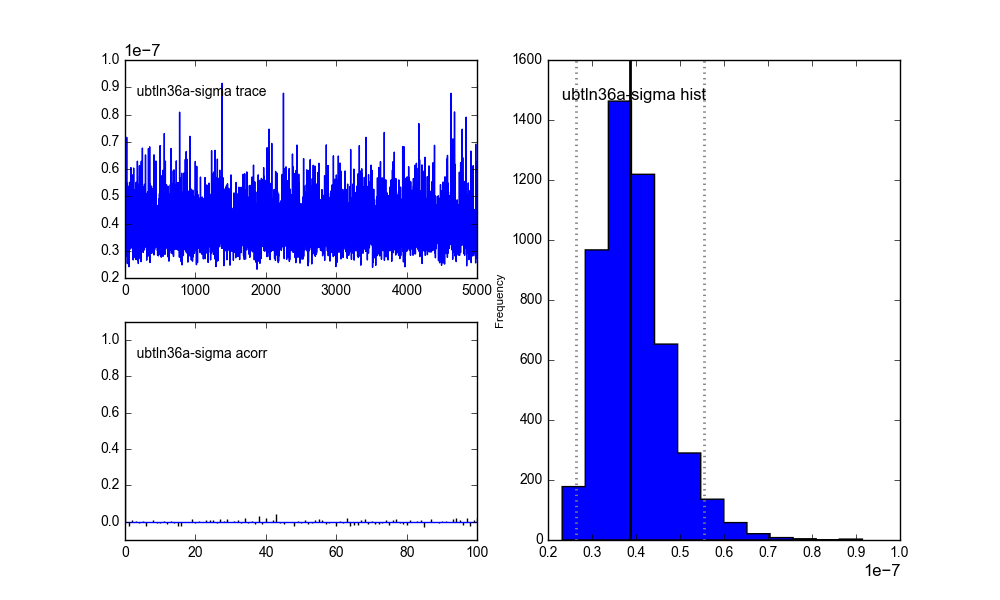 1e−7
1.0
0.9
0.8
0.7
0.6
0.5
0.4
0.3
0.2
ubtln36a-sigma trace
0 1000 2000 3000 4000 5000
1.0
0.8
0.6
0.4
0.2
0.0
ubtln36a-sigma acorr
0 20 40 60 80 100
Frequency
1600
1400
1200
1000
800
600
400
200
0
ubtln36a-sigma hist
0.2 0.3 0.4 0.5 0.6 0.7 0.8 0.9 1.0
1e−7